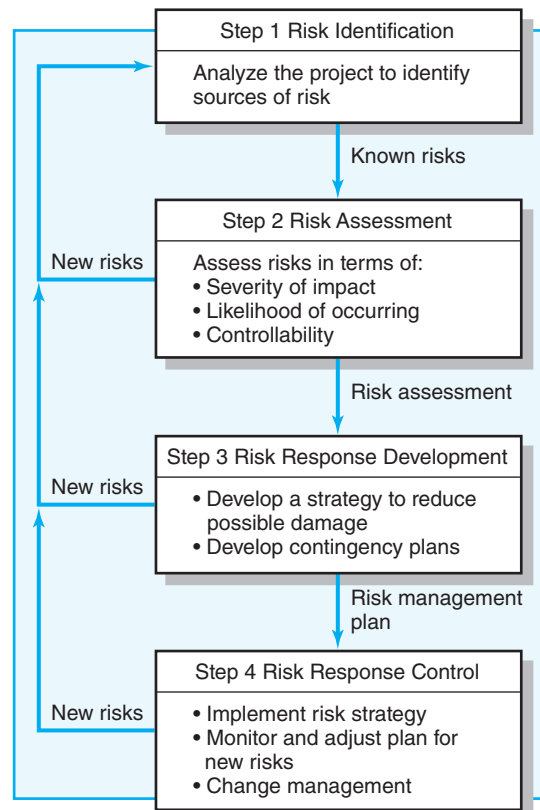 Step 1 Risk Identification
Analyze the project to identify
sources of risk
Known risks
Step 2 Risk Assessment
New risks
Assess risks in terms of:
• Severity of impact
• Likelihood of occurring
• Controllability
Risk assessment
Step 3 Risk Response Development
New risks
• Develop a strategy to reduce
possible damage
• Develop contingency plans
Risk management
plan
Step 4 Risk Response Control
New risks
• Implement risk strategy
• Monitor and adjust plan for
new risks
• Change management